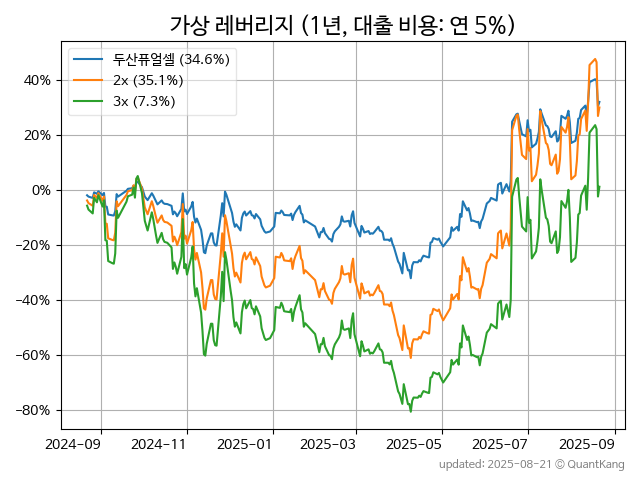 가상 레버리지 (1년, 대출 비용: 연 5%)
두산퓨얼셀 (34.6%)
2x (35.1%)
3x (7.3%)
40%
20%
0%
−20%
−40%
−60%
−80%
2024-09 2024-11 2025-01 2025-03 2025-05 2025-07 2025-09
updated: 2025-08-21 © QuantKang